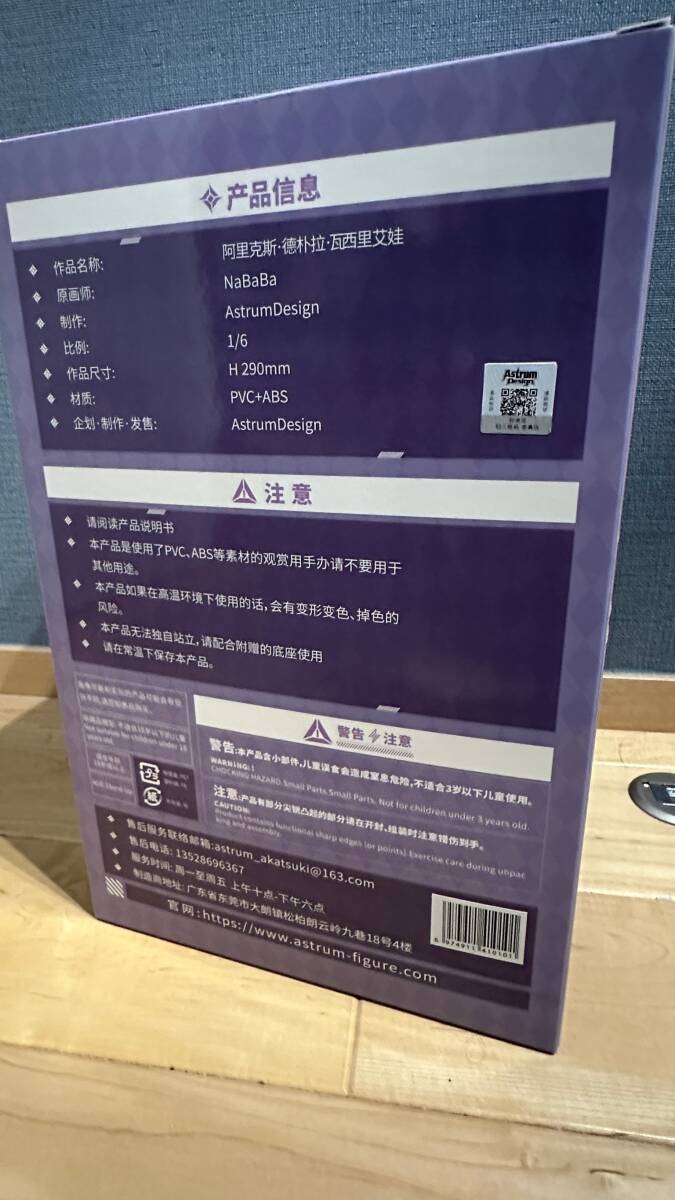 产品信息
作品名称: 阿里克斯·德朴拉·瓦西里艾娃
原画师: NaBaBa
制作: AstrumDesign
比例: 1/6
作品尺寸: H 290mm
材质: PVC+ABS
企划·制作·发售: AstrumDesign
Astrum
Design
注意
请阅读产品说明书
本产品是使用了PVC、ABS等素材的观赏用手办请不要用于
其他用途。
本产品如果在高温环境下使用的话,会有变形变色、掉色的
风险。
本产品无法独自站立,请配合附赠的底座使用
请在常温下保存本产品。
Not suitable for children under 15
years old
警告⚡注意
警告:本产品含小部件,儿童误食会造成窒息危险,不适合3岁以下儿童使用。
WARNING: !
CHOCKING HAZARD. Small Parts. Small Parts. Not for children under 3 years old.
注意:产品有部分尖锐凸起的部分请在开封、组装时注意错伤到手。
CAUTION:
Product contains functional sharp edges (or points). Exercise care during unpac
king and assembly.
纸
售后服务联络邮箱:astrum_akatsuki@163.com
售后电话: 13528696367
服务时间: 周一至周五 上午十点-下午六点
制造商地址: 广东省东莞市大朗镇松柏朗云岭九巷18号4楼
官网:https://www.astrum-figure.com
6 974911 410101